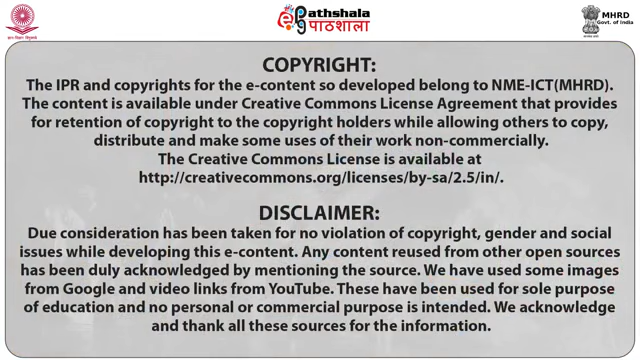 Pathshala
पाठशाला
MHRD
Govt. of India
COPYRIGHT:
The IPR and copyrights for the e-content so developed belong to NME-ICT(MHRD).
The content is available under Creative Commons License Agreement that provides
for retention of copyright to the copyright holders while allowing others to copy,
distribute and make some uses of their work non-commercially.
The Creative Commons License is available at
http://creativecommons.org/licenses/by-sa/2.5/in/.
DISCLAIMER:
Due consideration has been taken for no violation of copyright, gender and social
issues while developing this e-content. Any content reused from other open sources
has been duly acknowledged by mentioning the source. We have used some images
from Google and video links from YouTube. These have been used for sole purpose
of education and no personal or commercial purpose is intended. We acknowledge
and thank all these sources for the information.